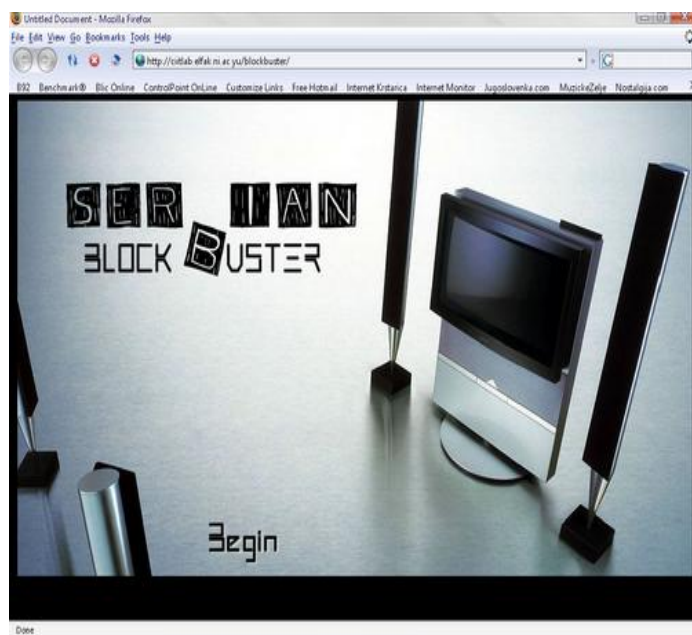 Untitled Document - Mozilla Firefox
File Edit View Go Bookmarks Tools Help
http://citlab.elfak.ni.ac.yu/blockbuster/
B92 Benchmark® Blic Online ControlPoint OnLine Customize Links Free Hotmail Internet Krstarica Internet Monitor Jugoslovenka.com MuzickeZelje Nostalgija.com
SER IAN
BLOCK BUSTER
Begin
Done